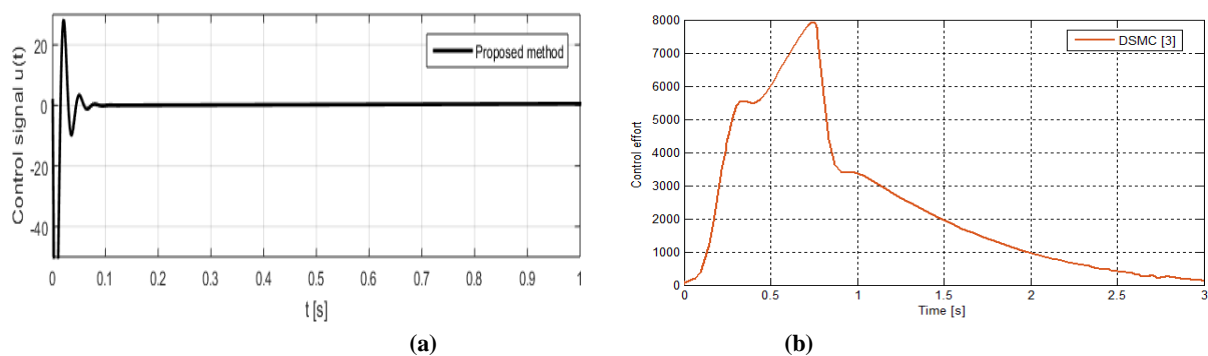 Control signal u(t)
20
0
-20
-40
Proposed method
0 0.1 0.2 0.3 0.4 0.5 0.6 0.7 0.8 0.9 1
t [s]
(a)
Control effort
8000
7000
6000
5000
4000
3000
2000
1000
0
DSMC [3]
0 0.5 1 1.5 2 2.5 3
Time [s]
(b)